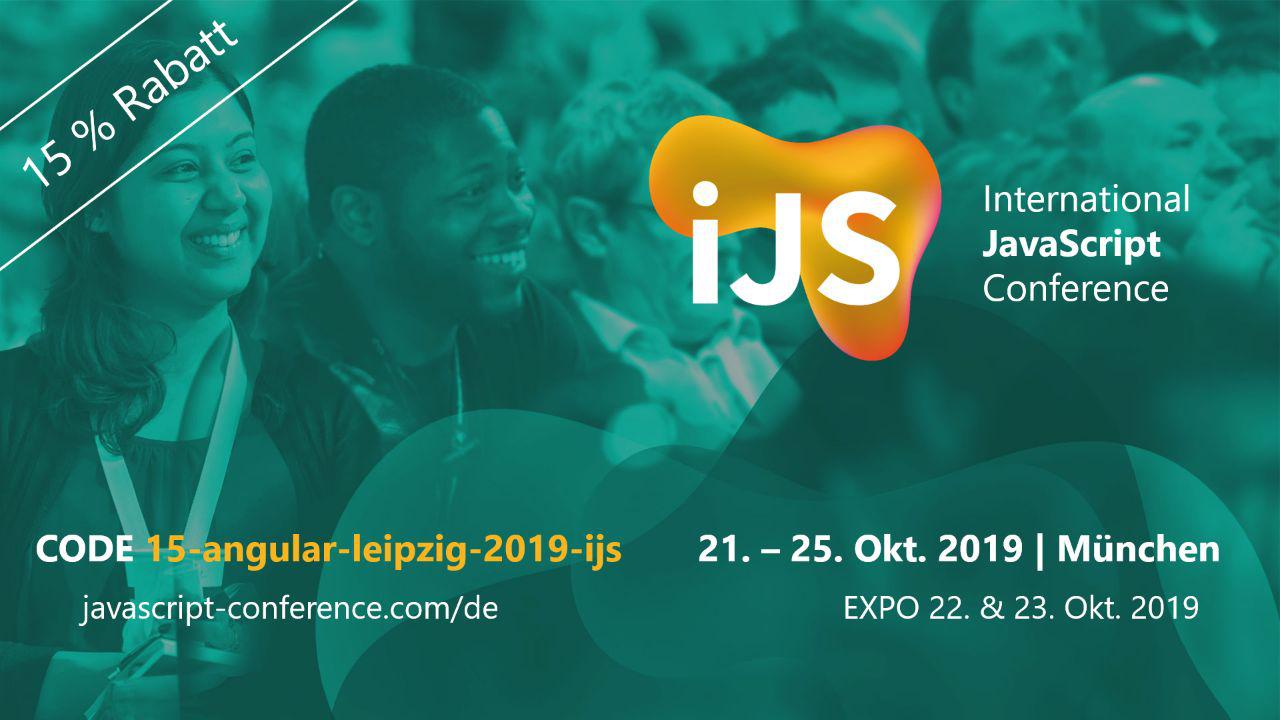 15 % Rabatt
iJS
International
JavaScript
Conference
CODE 15-angular-leipzig-2019-ijs
javascript-conference.com/de
21. – 25. Okt. 2019 | München
EXPO 22. & 23. Okt. 2019